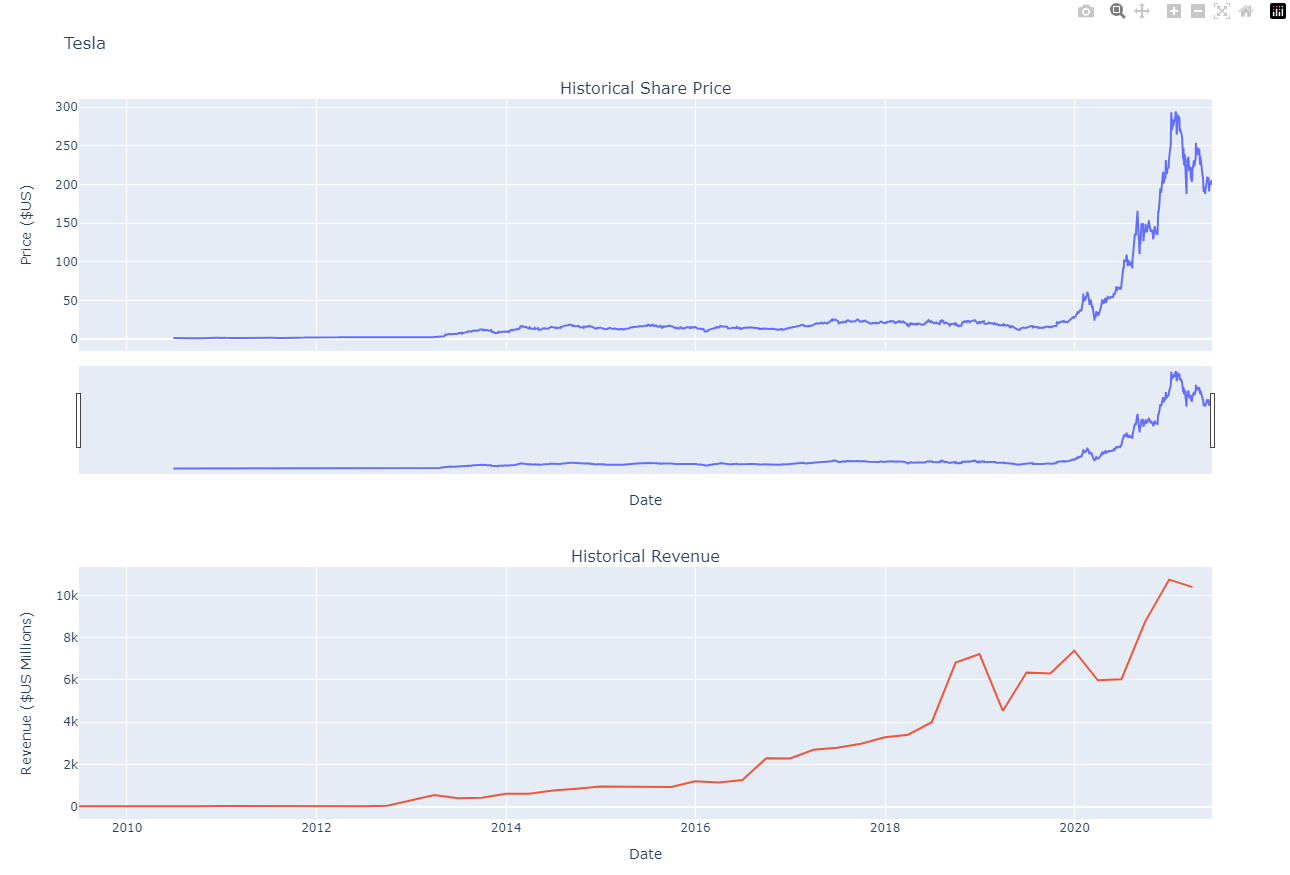 Tesla
Historical Share Price
300
250
200
150
100
50
0
Price ($US)
Date
Historical Revenue
10k
8k
6k
4k
2k
0
Revenue ($US Millions)
2010 2012 2014 2016 2018 2020
Date